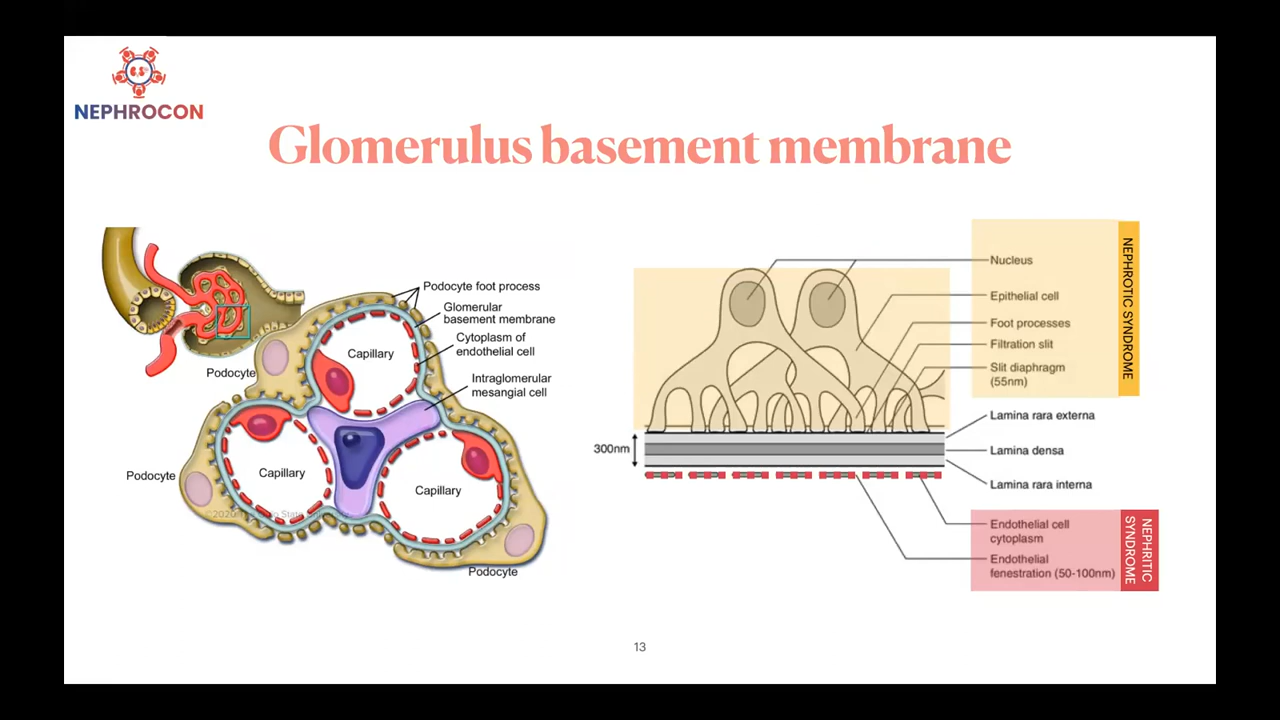 NEPHROCON
Glomerulus basement membrane
Podocyte foot process
Glomerular
basement membrane
Cytoplasm of
endothelial cell
Intraglomerular
mesangial cell
Capillary
Podocyte
Capillary
Capillary
Podocyte
Podocyte
300nm
Nucleus
Epithelial cell
Foot processes
Filtration slit
Slit diaphragm
(55nm)
NEPHROTIC SYNDROME
Lamina rara externa
Lamina densa
Lamina rara interna
Endothelial cell
cytoplasm
Endothelial
fenestration (50-100nm)
NEPHRITIC
SYNDROME
13